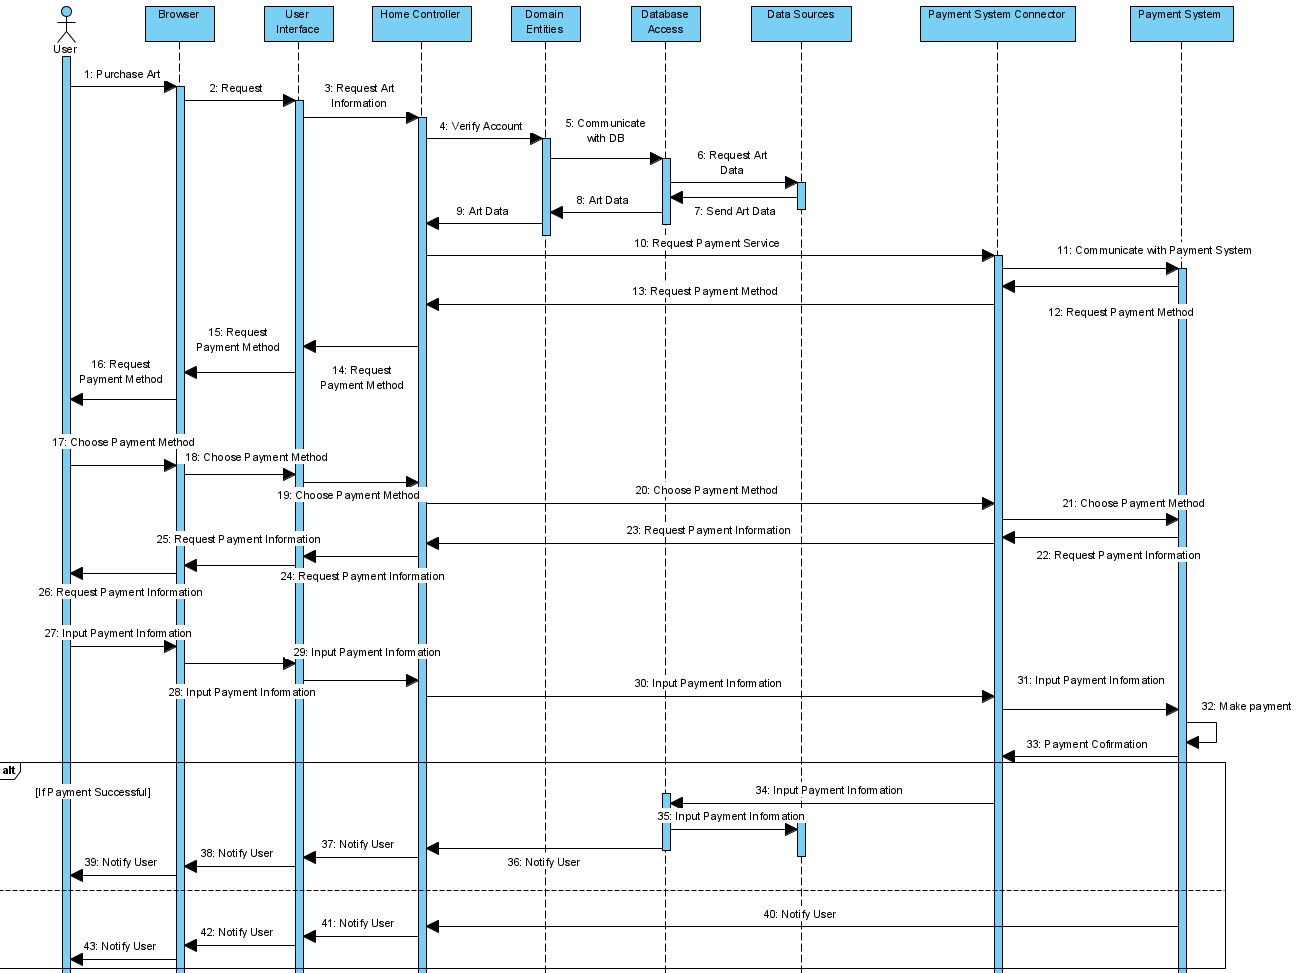 User
Browser
User
Interface
Home Controller
Domain
Entities
Database
Access
Data Sources
Payment System Connector
Payment System
1: Purchase Art
2: Request
3: Request Art
Information
4: Verify Account
5: Communicate
with DB
6: Request Art
Data
7: Send Art Data
8: Art Data
9: Art Data
10: Request Payment Service
11: Communicate with Payment System
12: Request Payment Method
13: Request Payment Method
14: Request
Payment Method
15: Request
Payment Method
16: Request
Payment Method
17: Choose Payment Method
18: Choose Payment Method
19: Choose Payment Method
20: Choose Payment Method
21: Choose Payment Method
22: Request Payment Information
23: Request Payment Information
24: Request Payment Information
25: Request Payment Information
26: Request Payment Information
27: Input Payment Information
28: Input Payment Information
29: Input Payment Information
30: Input Payment Information
31: Input Payment Information
32: Make payment
33: Payment Cofirmation
alt
[If Payment Successful]
34: Input Payment Information
35: Input Payment Information
36: Notify User
37: Notify User
38: Notify User
39: Notify User
40: Notify User
41: Notify User
42: Notify User
43: Notify User